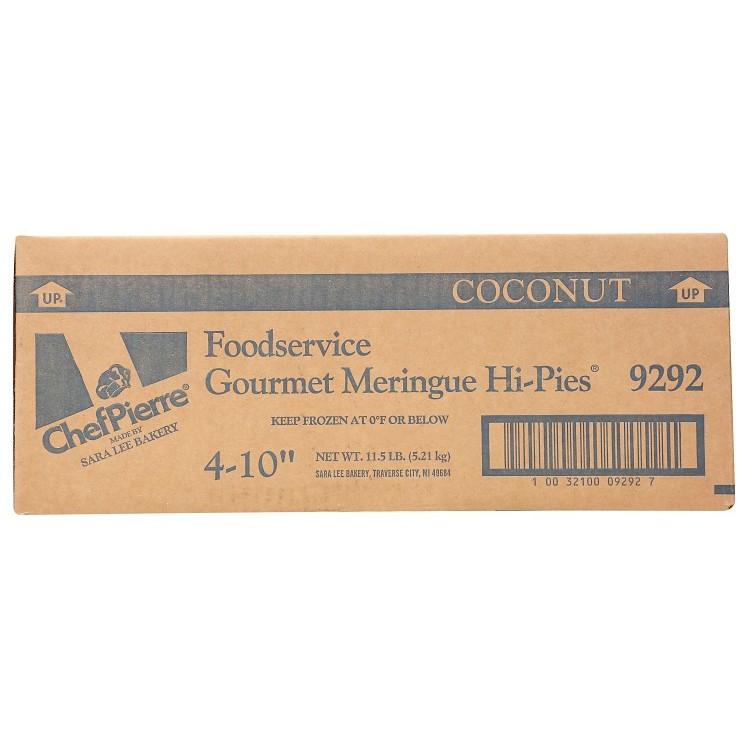 COCONUT
UP
UP
Foodservice
Gourmet Meringue Hi-Pies® 9292
ChefPierre®
MADE BY
SARA LEE BAKERY
KEEP FROZEN AT 0°F OR BELOW
4-10"
NET WT. 11.5 LB. (5.21 kg)
SARA LEE BAKERY, TRAVERSE CITY, MI 49684
1 00 32100 09292 7